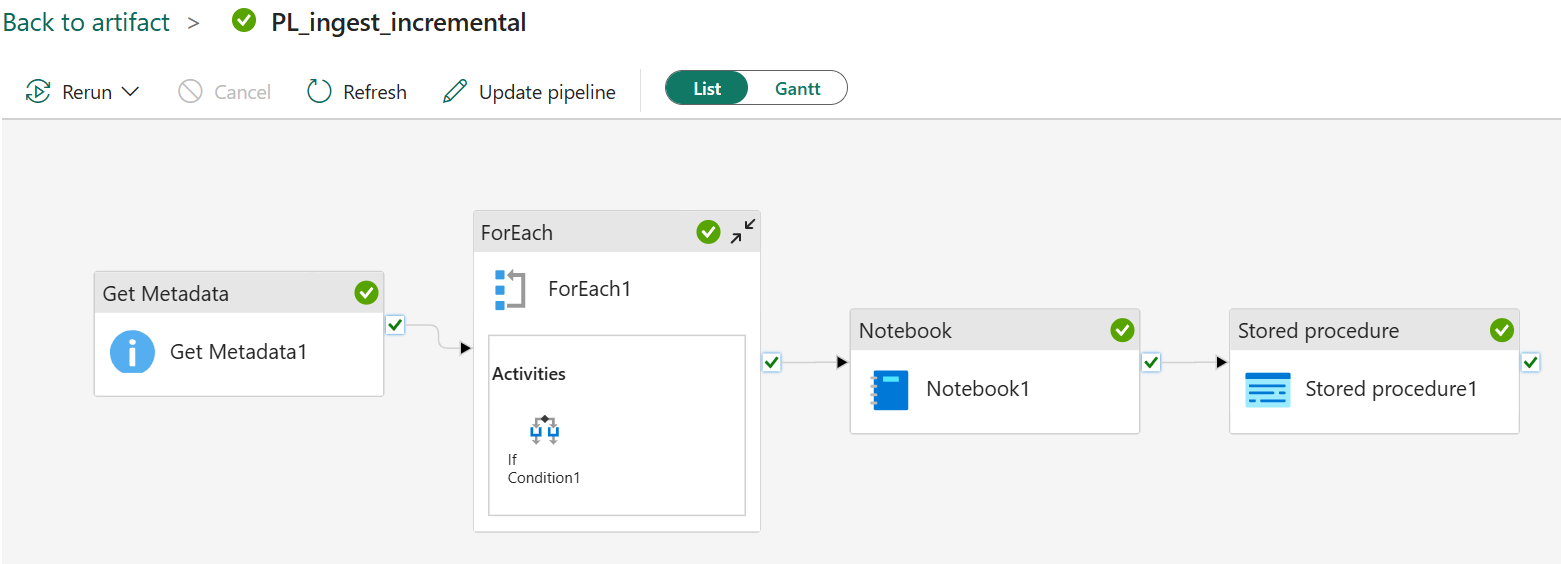 Back to artifact > PL_ingest_incremental
Rerun Cancel Refresh Update pipeline List Gantt
ForEach
ForEach1
Get Metadata
Get Metadata1
Activities
If
Condition1
Notebook
Notebook1
Stored procedure
Stored procedure1